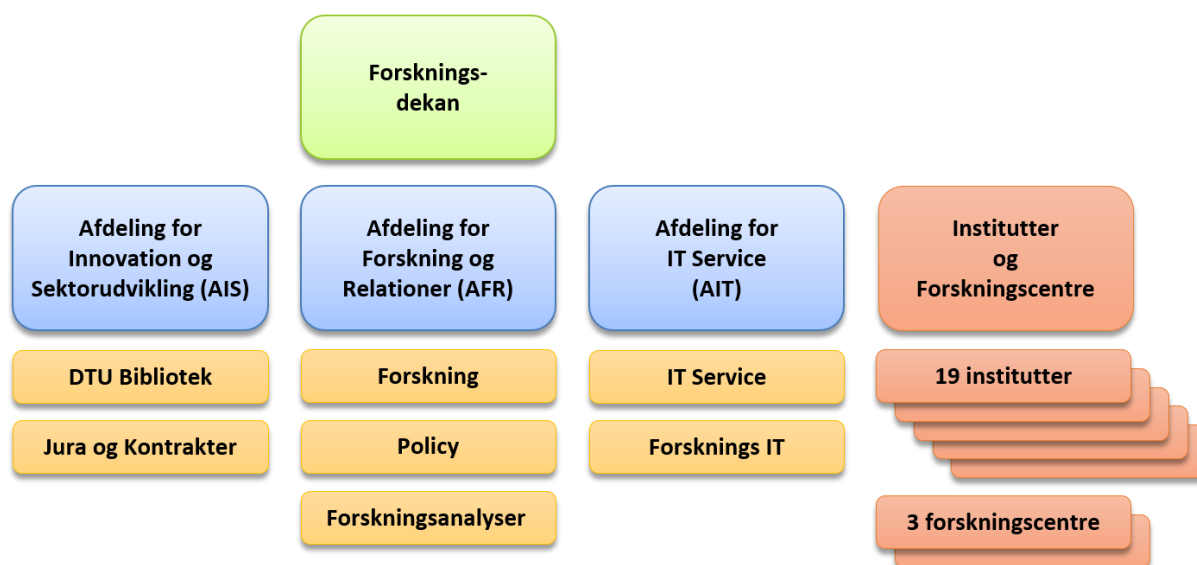 Forsknings-
dekan
Afdeling for
Innovation og
Sektorudvikling (AIS)
Afdeling for
Forskning og
Relationer (AFR)
Afdeling for
IT Service
(AIT)
Institutter
og
Forskningscentre
DTU Bibliotek
Forskning
IT Service
19 institutter
Jura og Kontrakter
Policy
Forsknings IT
Forskningsanalyser
3 forskningscentre